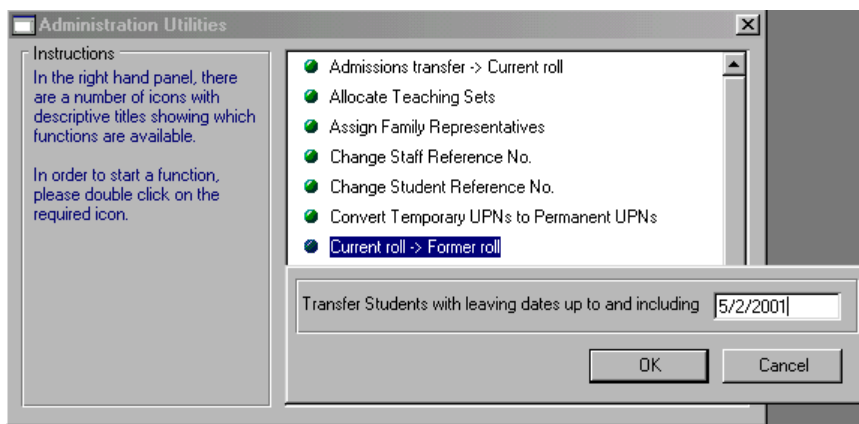 Administration Utilities
Instructions
In the right hand panel, there
are a number of icons with
descriptive titles showing which
functions are available.
In order to start a function,
please double click on the
required icon.
Admissions transfer -> Current roll
Allocate Teaching Sets
Assign Family Representatives
Change Staff Reference No.
Change Student Reference No.
Convert Temporary UPNs to Permanent UPNs
Current roll -> Former roll
Transfer Students with leaving dates up to and including 5/2/2001
OK Cancel